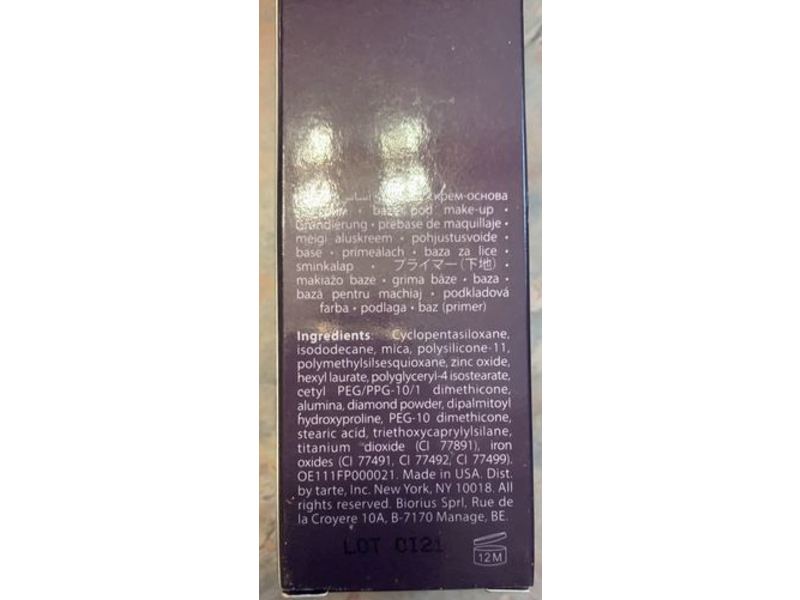 крем-основа
• baza pod make-up •
Grundierung • prebase de maquillaje •
meigi aluskreem • pohjustusvoide •
base • primealach • baza za lice •
sminkalap • プライマー(下地) •
makiažo bazė • grima bāze • baza •
bază pentru machiaj • podkladová
farba • podlaga • baz (primer)
Ingredients: Cyclopentasiloxane,
isododecane, mica, polysilicone-11,
polymethylsilsesquioxane, zinc oxide,
hexyl laurate, polyglyceryl-4 isostearate,
cetyl PEG/PPG-10/1 dimethicone,
alumina, diamond powder, dipalmitoyl
hydroxyproline, PEG-10 dimethicone,
stearic acid, triethoxycaprylylsilane,
titanium dioxide (CI 77891), iron
oxides (CI 77491, CI 77492, CI 77499).
OE111FP000021. Made in USA. Dist.
by tarte, Inc. New York, NY 10018. All
rights reserved. Biorius Sprl, Rue de
la Croyere 10A, B-7170 Manage, BE.
LOT 0I21
12M